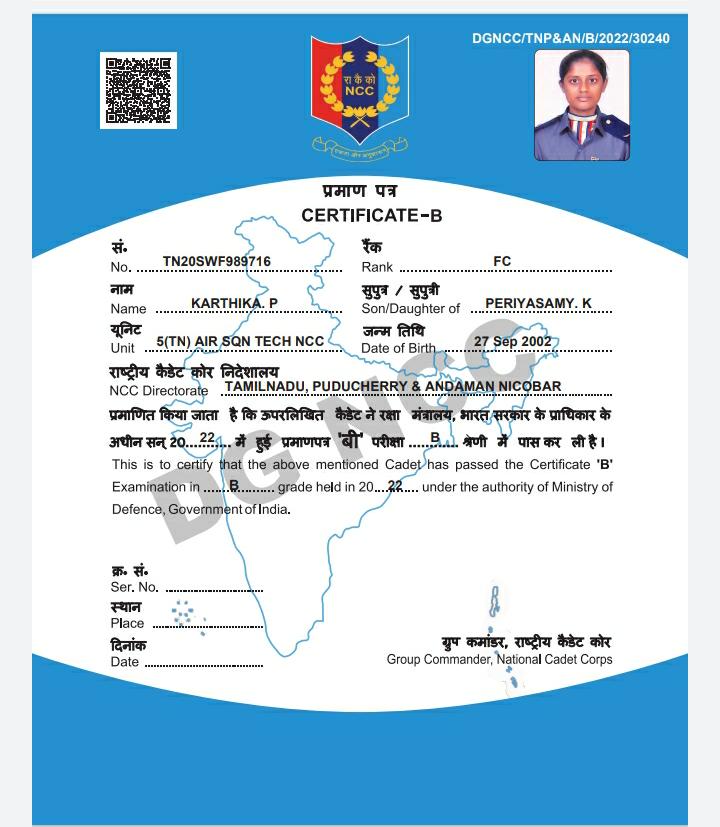 DGNCC/TNP&AN/B/2022/30240
रा कै को
NCC
एकता और अनुशासन
प्रमाण पत्र
CERTIFICATE-B
सं.
No. TN20SWF989716
रैंक
Rank FC
नाम
Name KARTHIKA. P
सुपुत्र / सुपुत्री
Son/Daughter of PERIYASAMY. K
यूनिट
Unit 5(TN) AIR SQN TECH NCC
जन्म तिथि
Date of Birth 27 Sep 2002
राष्ट्रीय कैडेट कोर निदेशालय
NCC Directorate TAMILNADU, PUDUCHERRY & ANDAMAN NICOBAR
प्रमाणित किया जाता है कि ऊपरलिखित कैडेट ने रक्षा मंत्रालय, भारत सरकार के प्राधिकार के
अधीन सन् 20...22.... में हुई प्रमाणपत्र 'बी' परीक्षा ....B.... श्रेणी में पास कर ली है।
This is to certify that the above mentioned Cadet has passed the Certificate 'B'
Examination in ......B........ grade held in 20...22.... under the authority of Ministry of
Defence, Government of India.
DG NCC
क्र. सं.
Ser. No.
स्थान
Place
दिनांक
Date
ग्रुप कमांडर, राष्ट्रीय कैडेट कोर
Group Commander, National Cadet Corps